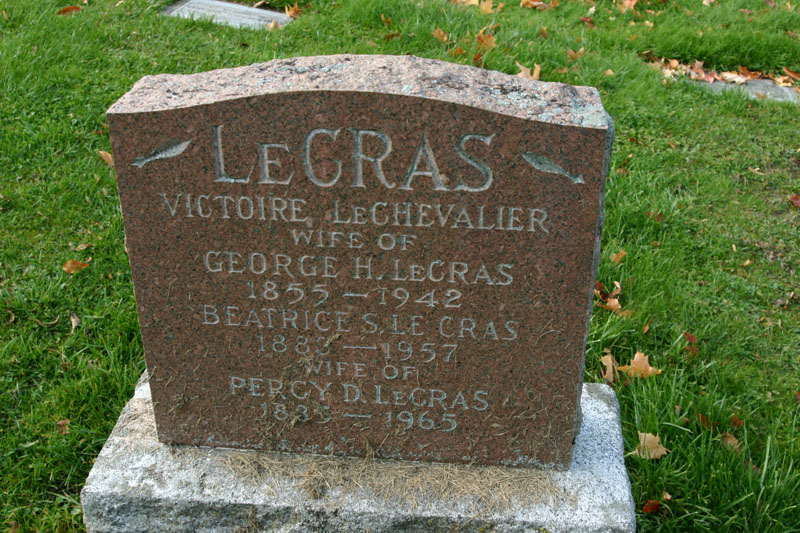 LeGRAS
VICTOIRE LeCHEVALIER
WIFE OF
GEORGE H. LeGRAS
1855 — 1942
BEATRICE S. LE GRAS
— 1957
WIFE OF
PERCY D. LeGRAS
— 1965